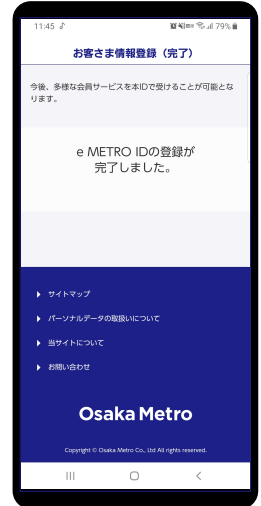 11:45
79%
お客さま情報登録（完了）
今後、多様な会員サービスを本IDで受けることが可能とな
ります。
e METRO IDの登録が
完了しました。
サイトマップ
パーソナルデータの取扱いについて
当サイトについて
お問い合わせ
Osaka Metro
Copyright © Osaka Metro Co., Ltd All rights reserved.